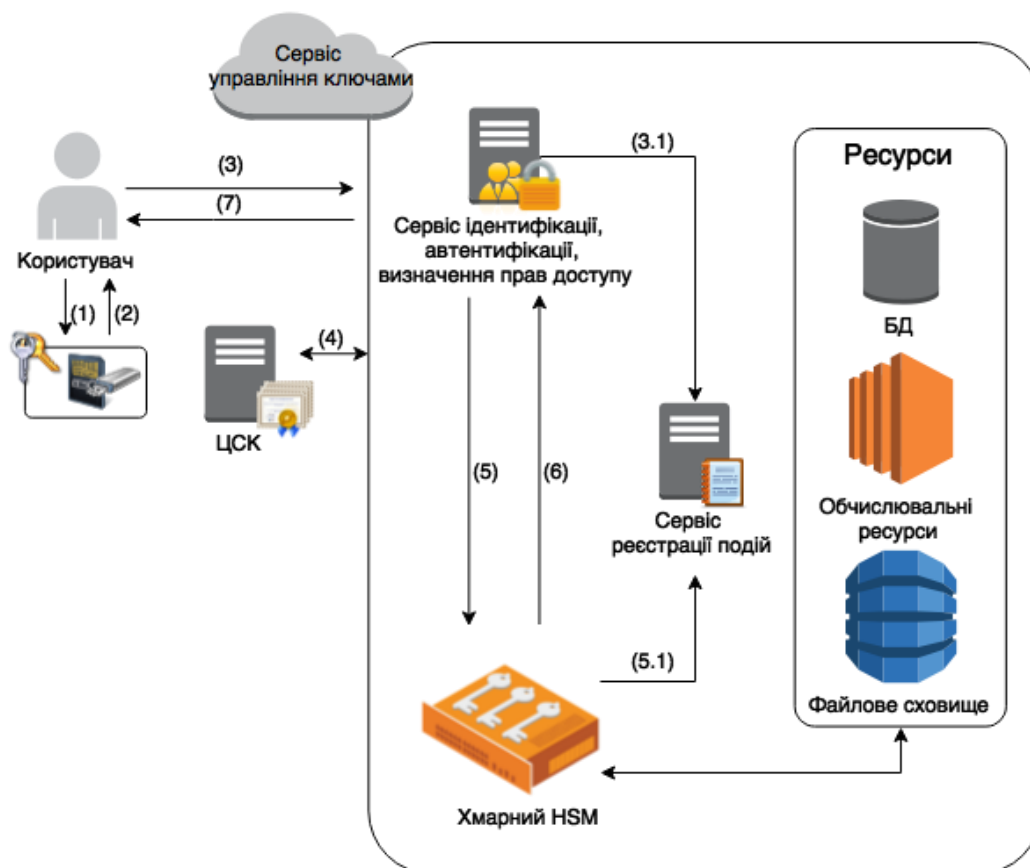 Сервіс
управління ключами
(3)
(7)
Користувач
(1)
(2)
(4)
ЦСК
Сервіс ідентифікації,
автентифікації,
визначення прав доступу
(3.1)
(5)
(6)
Сервіс
реєстрації подій
(5.1)
Хмарний HSM
Ресурси
БД
Обчислювальні
ресурси
Файлове сховище